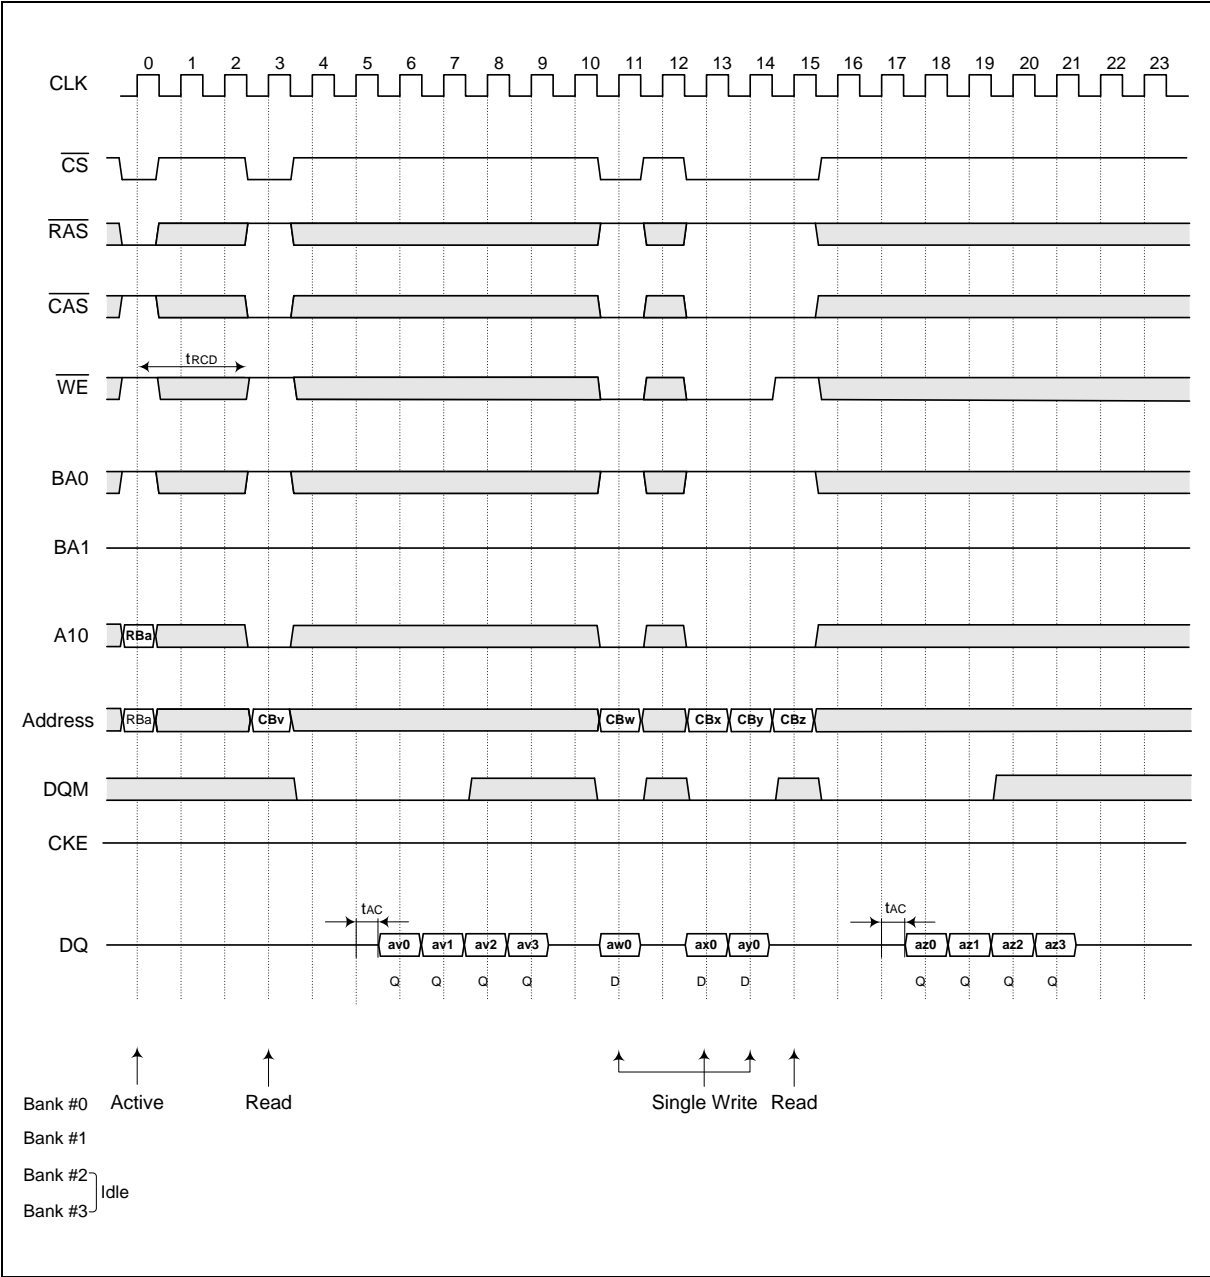 0 1 2 3 4 5 6 7 8 9 10 11 12 13 14 15 16 17 18 19 20 21 22 23
CLK
CS
RAS
CAS
tRCD
WE
BA0
BA1
A10 RBa
Address RBa CBv CBw CBx CBy CBz
DQM
CKE
tAC tAC
DQ av0 av1 av2 av3 aw0 ax0 ay0 az0 az1 az2 az3
Q Q Q Q D D D Q Q Q Q
Bank #0 Active Read Single Write Read
Bank #1
Bank #2
Idle
Bank #3